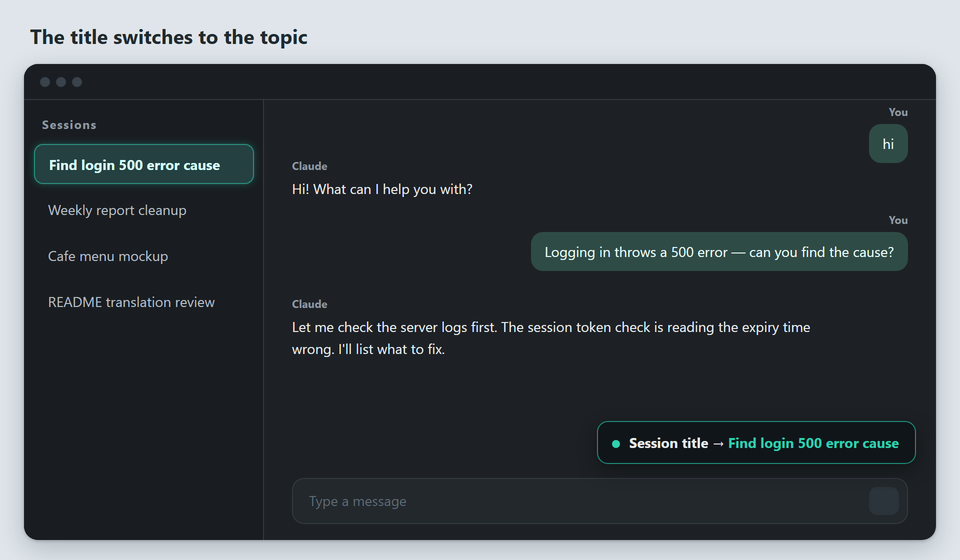 The title switches to the topic
Sessions
Find login 500 error cause
Weekly report cleanup
Cafe menu mockup
README translation review
You
hi
Claude
Hi! What can I help you with?
You
Logging in throws a 500 error — can you find the cause?
Claude
Let me check the server logs first. The session token check is reading the expiry time
wrong. I'll list what to fix.
Session title → Find login 500 error cause
Type a message